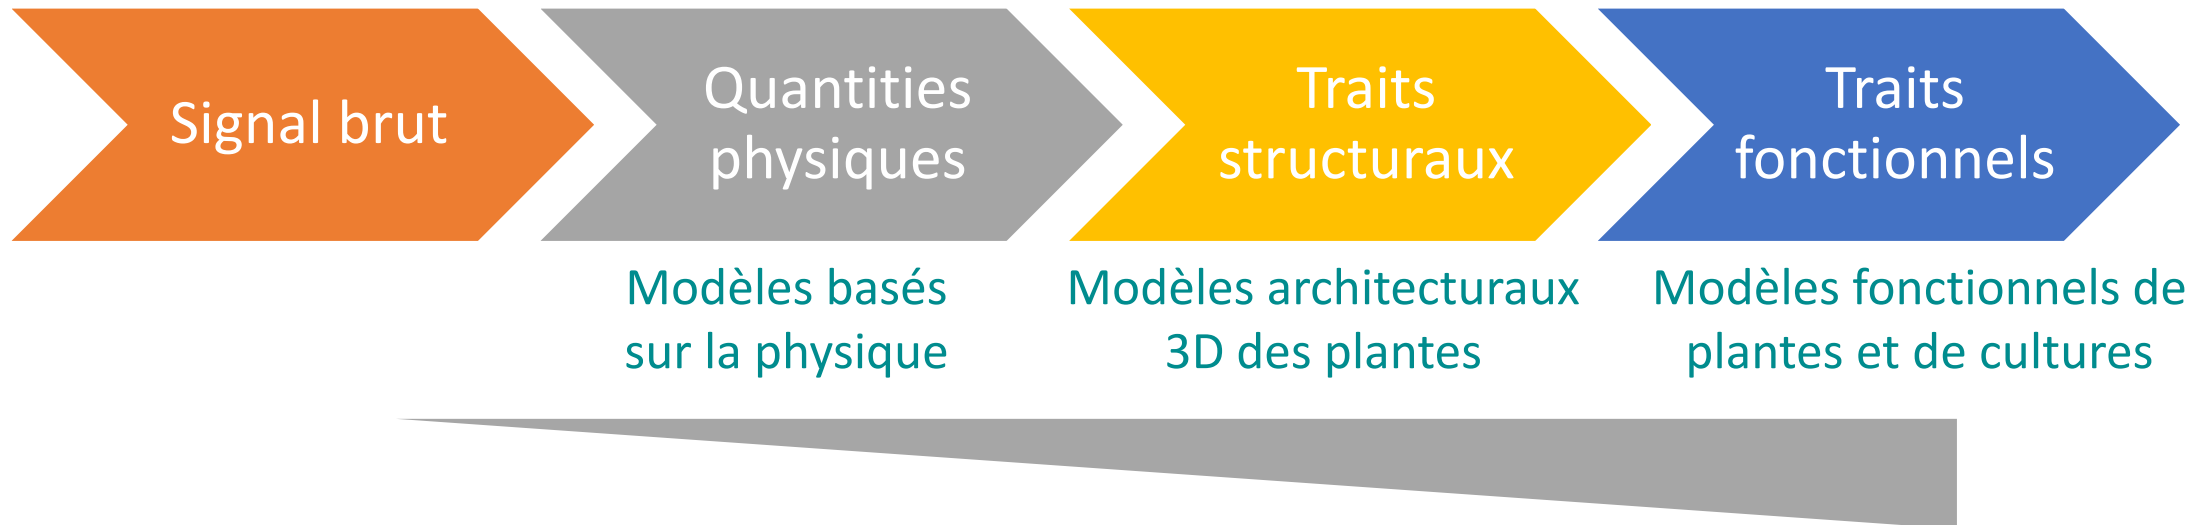 Signal brut
Quantities
physiques
Traits
structuraux
Traits
fonctionnels
Modèles basés
sur la physique
Modèles architecturaux
3D des plantes
Modèles fonctionnels de
plantes et de cultures